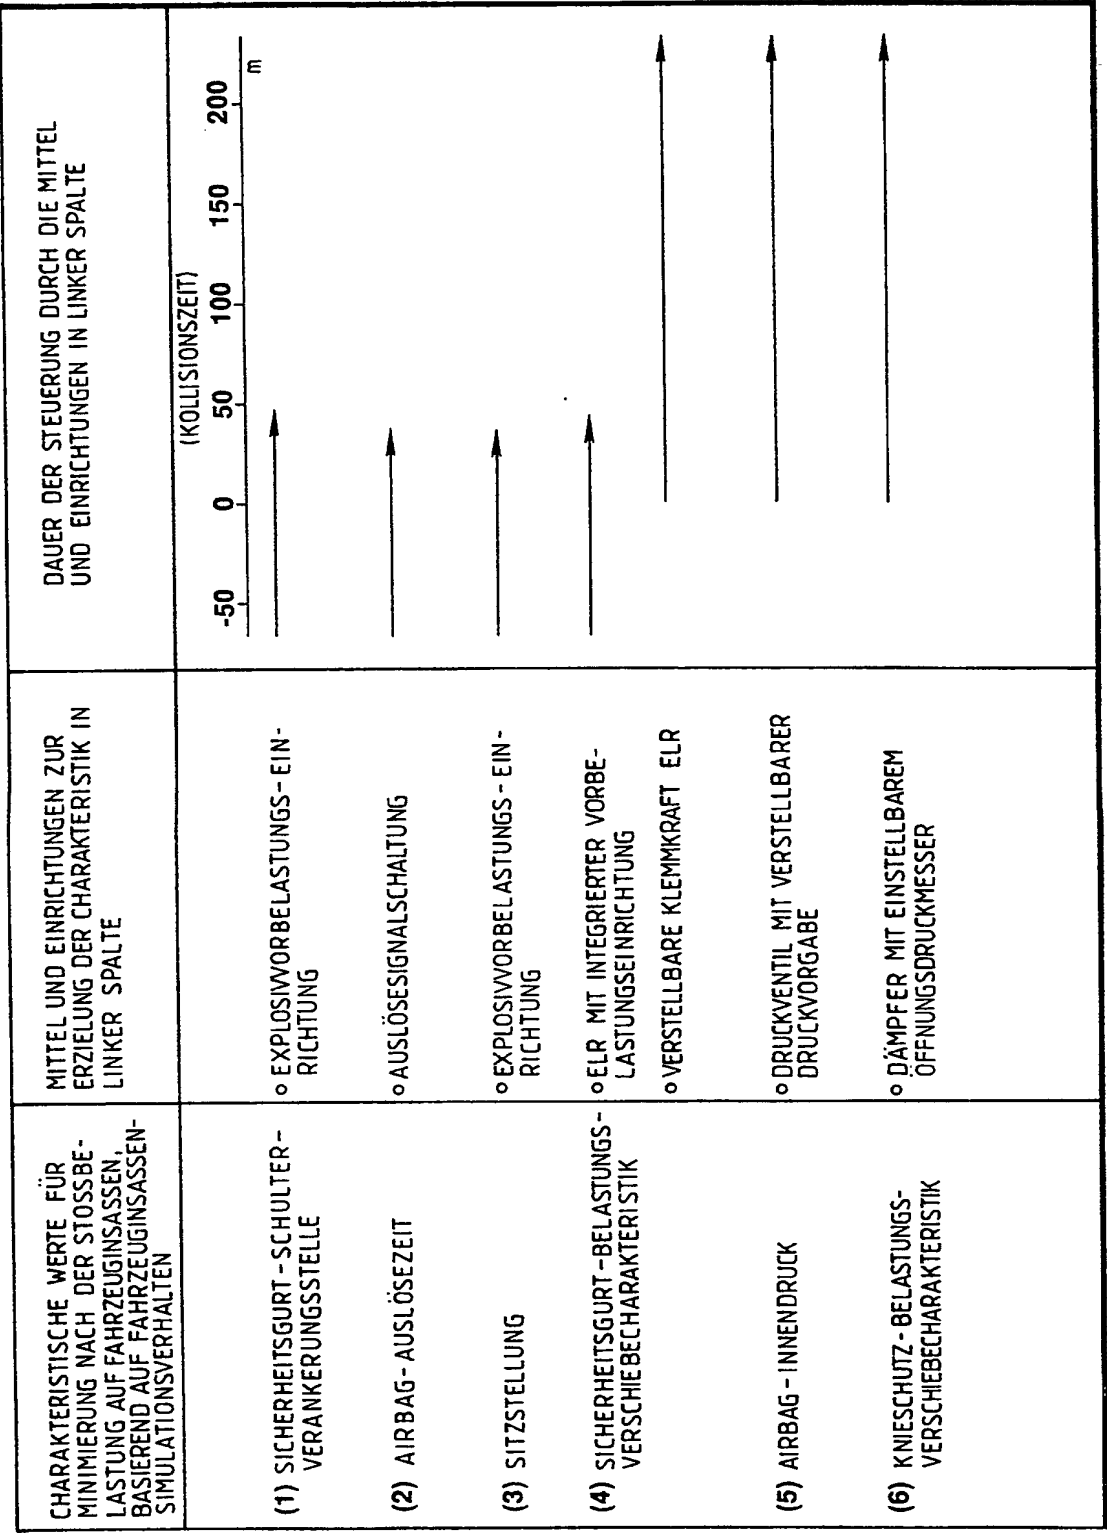 CHARAKTERISTISCHE WERTE FÜR
MINIMIERUNG NACH DER STOSSBE-
LASTUNG AUF FAHRZEUGINSASSEN,
BASIEREND AUF FAHRZEUGINSASSEN-
SIMULATIONSVERHALTEN
MITTEL UND EINRICHTUNGEN ZUR
ERZIELUNG DER CHARAKTERISTIK IN
LINKER SPALTE
DAUER DER STEUERUNG DURCH DIE MITTEL
UND EINRICHTUNGEN IN LINKER SPALTE
(KOLLISIONSZEIT)
-50 0 50 100 150 200
m
(1) SICHERHEITSGURT-SCHULTER-
VERANKERUNGSSTELLE
o EXPLOSIVVORBELASTUNGS-EIN-
RICHTUNG
(2) AIRBAG-AUSLÖSEZEIT
o AUSLÖSESIGNALSCHALTUNG
(3) SITZSTELLUNG
o EXPLOSIVVORBELASTUNGS-EIN-
RICHTUNG
(4) SICHERHEITSGURT-BELASTUNGS-
VERSCHIEBECHARAKTERISTIK
o ELR MIT INTEGRIERTER VORBE-
LASTUNGSEINRICHTUNG
o VERSTELLBARE KLEMMKRAFT ELR
(5) AIRBAG-INNENDRUCK
o DRUCKVENTIL MIT VERSTELLBARER
DRUCKVORGABE
(6) KNIESCHUTZ-BELASTUNGS-
VERSCHIEBECHARAKTERISTIK
o DÄMPFER MIT EINSTELLBAREM
ÖFFNUNGSDRUCKMESSER